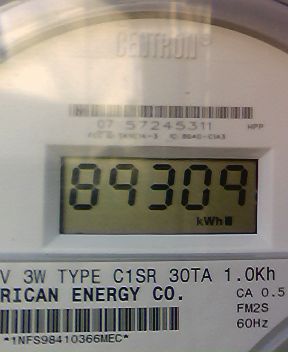 CENTRON®
07 57245311 HPP
89309
kWh
V 3W TYPE C1SR 30TA 1.0Kh
RICAN ENERGY CO. CA 0.5
FM2S
*1NFS98410366MEC* 60Hz